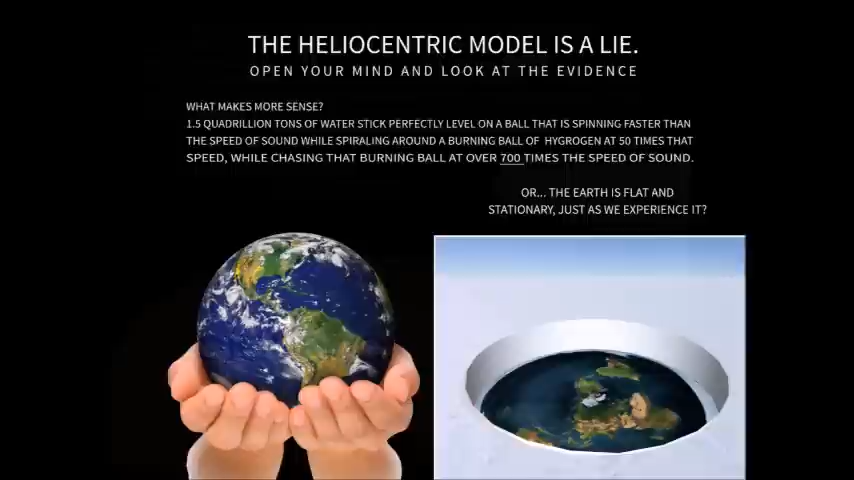 THE HELIOCENTRIC MODEL IS A LIE.
OPEN YOUR MIND AND LOOK AT THE EVIDENCE
WHAT MAKES MORE SENSE?
1.5 QUADRILLION TONS OF WATER STICK PERFECTLY LEVEL ON A BALL THAT IS SPINNING FASTER THAN
THE SPEED OF SOUND WHILE SPIRALING AROUND A BURNING BALL OF HYGROGEN AT 50 TIMES THAT
SPEED, WHILE CHASING THAT BURNING BALL AT OVER 700 TIMES THE SPEED OF SOUND.
OR... THE EARTH IS FLAT AND
STATIONARY, JUST AS WE EXPERIENCE IT?